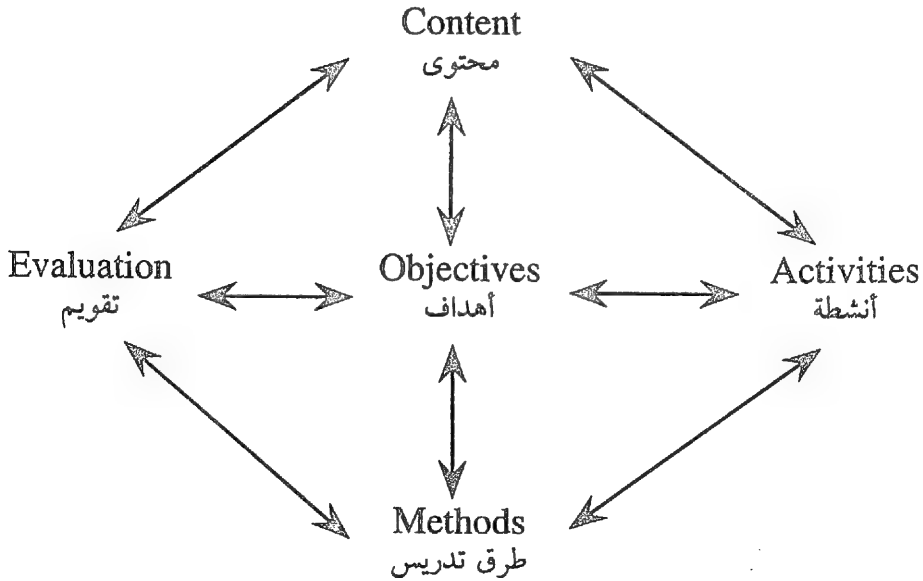 Content
محتوى
Evaluation
تقويم
Objectives
أهداف
Activities
أنشطة
Methods
طرق تدريس